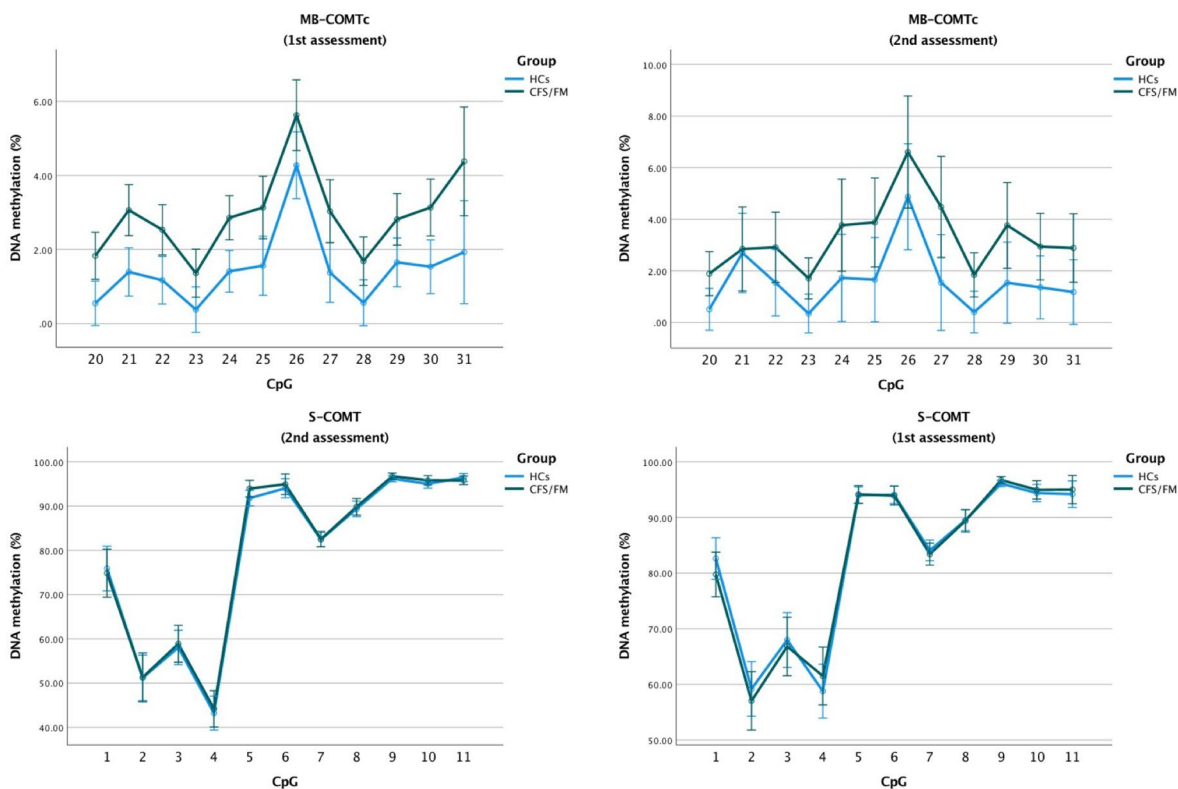 MB-COMTc
(1st assessment)
Group
HCs
CFS/FM
DNA methylation (%)
6.00
4.00
2.00
.00
20 21 22 23 24 25 26 27 28 29 30 31
CpG
MB-COMTc
(2nd assessment)
Group
HCs
CFS/FM
DNA methylation (%)
10.00
8.00
6.00
4.00
2.00
.00
20 21 22 23 24 25 26 27 28 29 30 31
CpG
S-COMT
(2nd assessment)
Group
HCs
CFS/FM
DNA methylation (%)
100.00
90.00
80.00
70.00
60.00
50.00
40.00
1 2 3 4 5 6 7 8 9 10 11
CpG
S-COMT
(1st assessment)
Group
HCs
CFS/FM
DNA methylation (%)
100.00
90.00
80.00
70.00
60.00
50.00
1 2 3 4 5 6 7 8 9 10 11
CpG